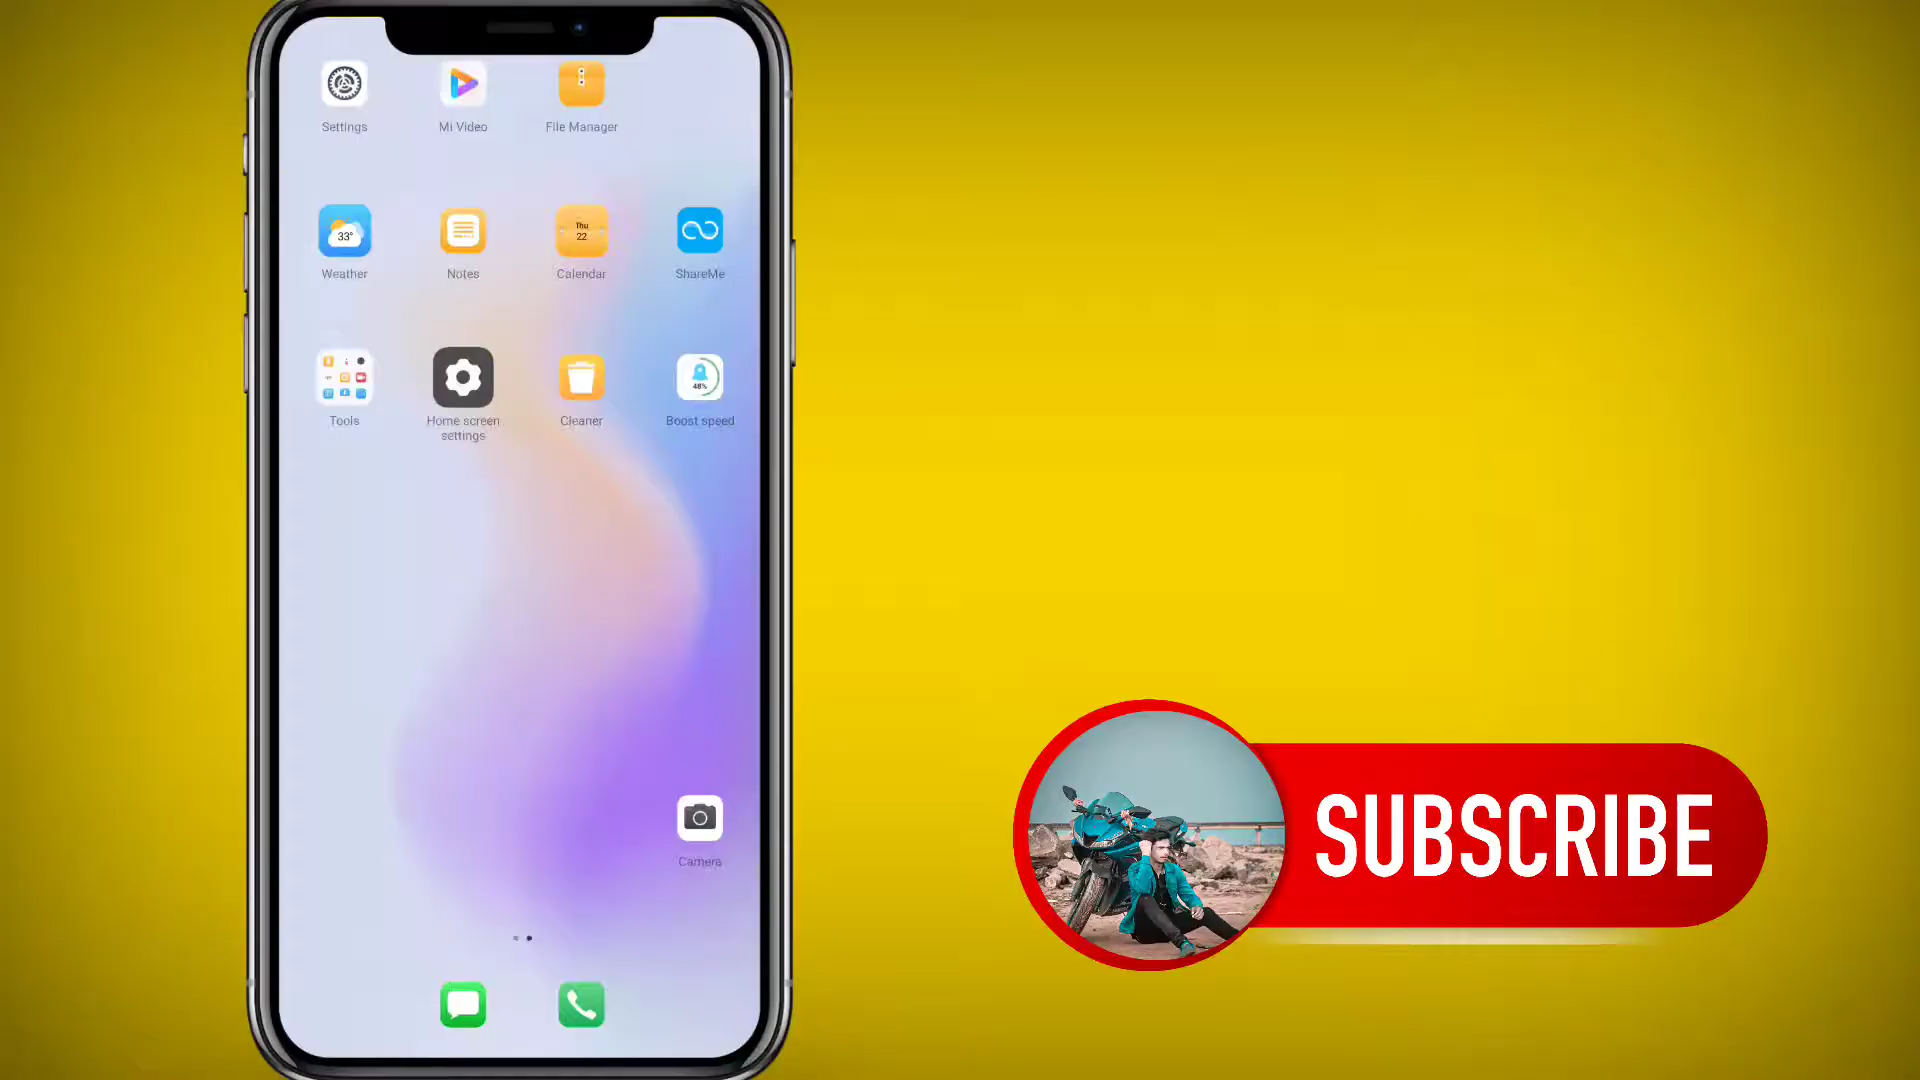 Settings
Mi Video
File Manager
33°
Weather
Notes
Thu
22
Calendar
ShareMe
Tools
Home screen
settings
Cleaner
48%
Boost speed
Camera
SUBSCRIBE